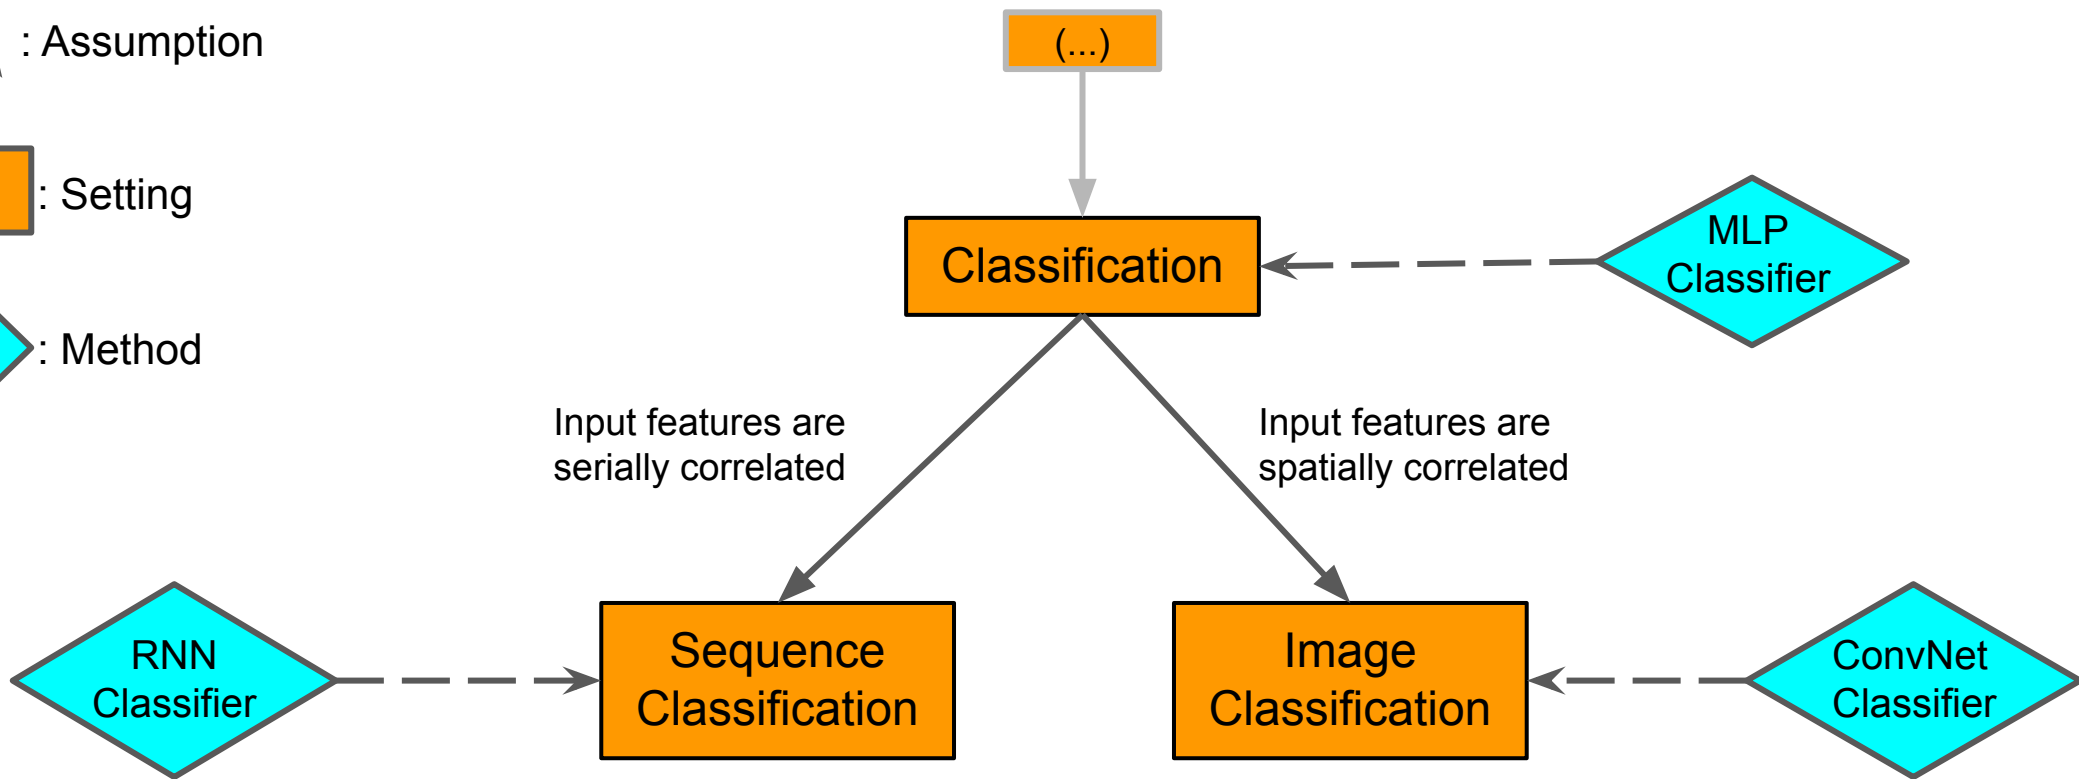 : Assumption
(...)
: Setting
Classification
MLP
Classifier
: Method
Input features are
serially correlated
Input features are
spatially correlated
RNN
Classifier
Sequence
Classification
Image
Classification
ConvNet
Classifier